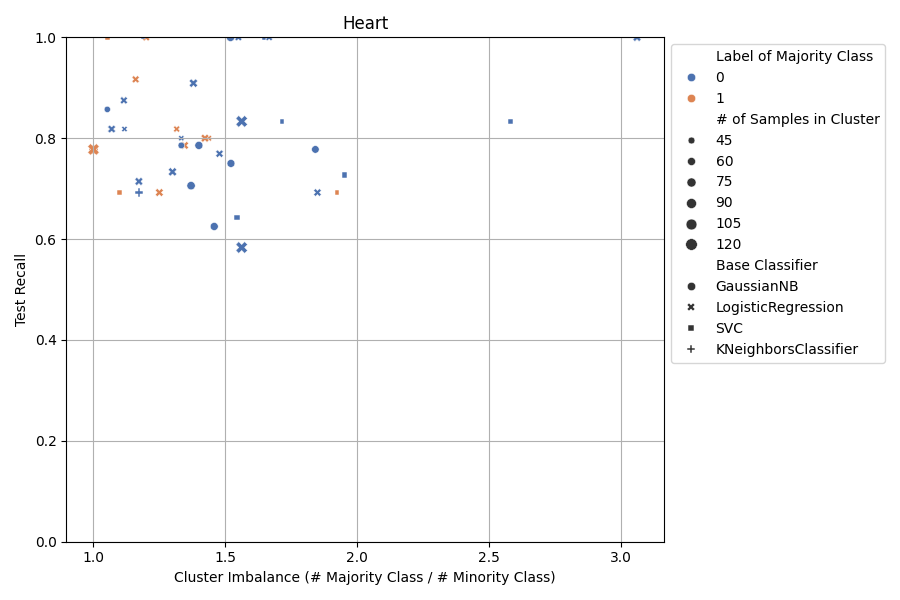 Heart
1.0
0.8
0.6
0.4
0.2
0.0
Test Recall
1.0 1.5 2.0 2.5 3.0
Cluster Imbalance (# Majority Class / # Minority Class)
Label of Majority Class
0
1
# of Samples in Cluster
45
60
75
90
105
120
Base Classifier
GaussianNB
LogisticRegression
SVC
KNeighborsClassifier